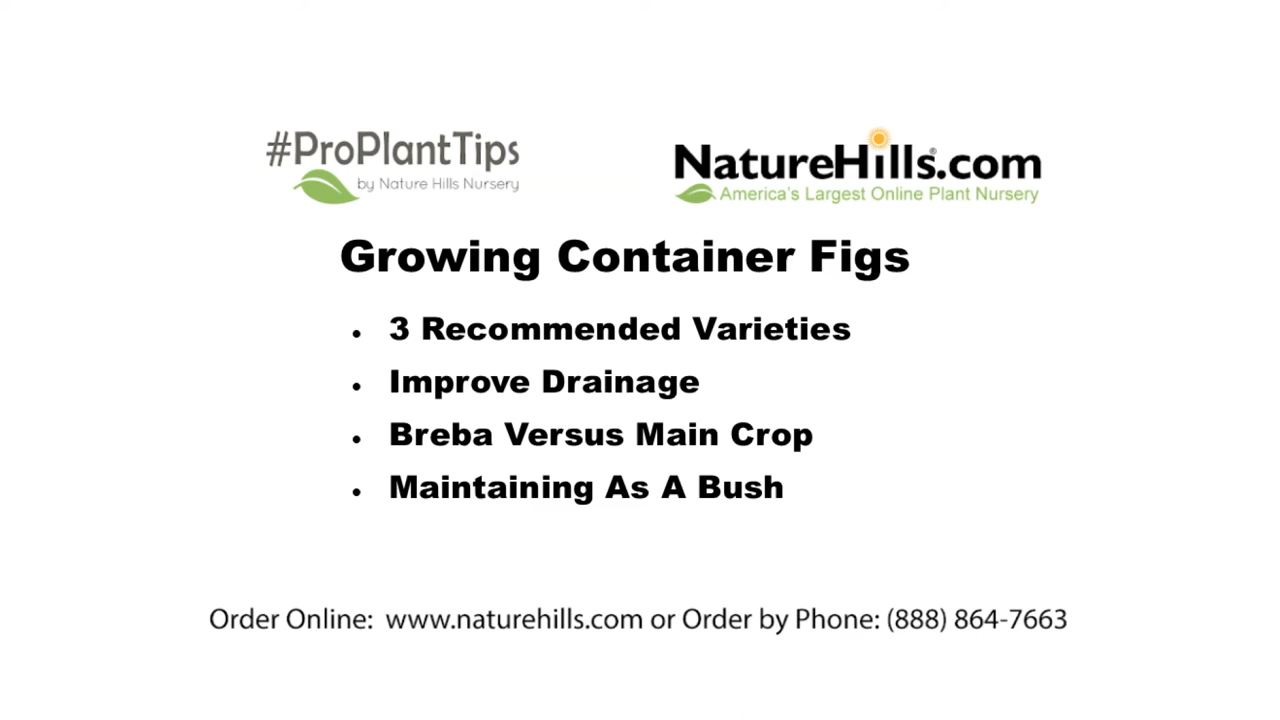 #ProPlantTips
by Nature Hills Nursery
NatureHills®.com
America's Largest Online Plant Nursery
Growing Container Figs
• 3 Recommended Varieties
• Improve Drainage
• Breba Versus Main Crop
• Maintaining As A Bush
Order Online: www.naturehills.com or Order by Phone: (888) 864-7663